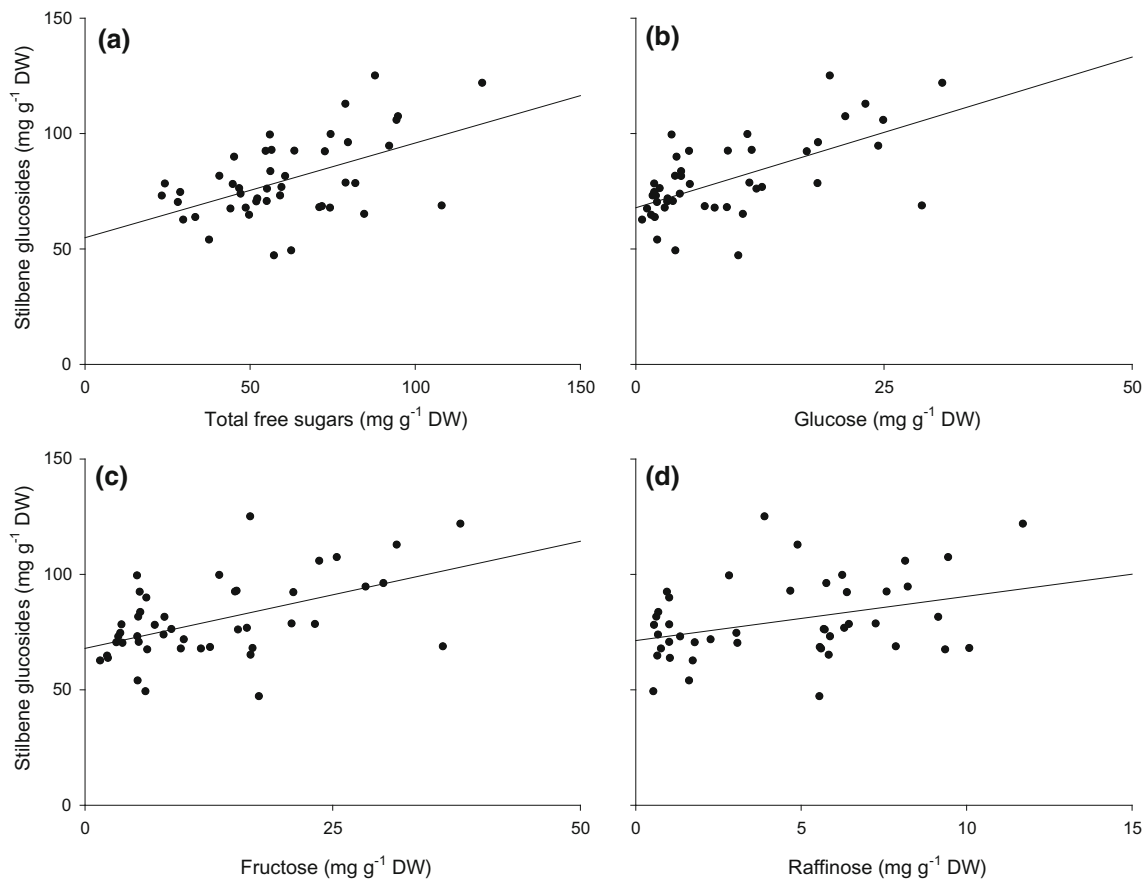 (a)
(b)
Stilbene glucosides (mg g⁻¹ DW)
150
100
50
0
0 50 100 150
0 25 50
Total free sugars (mg g⁻¹ DW)
Glucose (mg g⁻¹ DW)
(c)
(d)
Stilbene glucosides (mg g⁻¹ DW)
150
100
50
0
0 25 50
0 5 10 15
Fructose (mg g⁻¹ DW)
Raffinose (mg g⁻¹ DW)